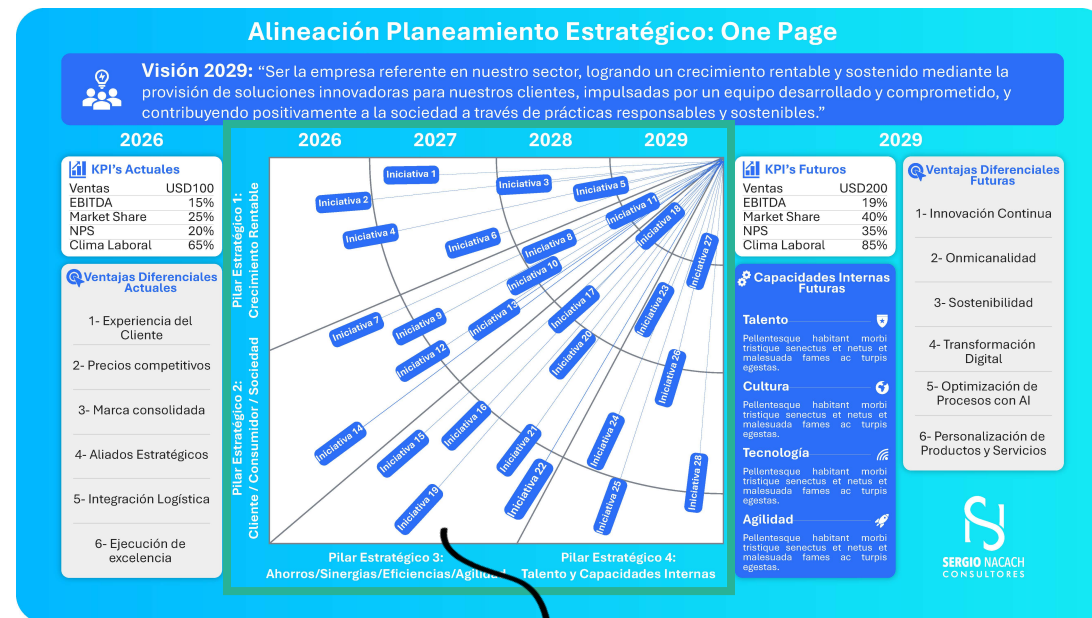 Alineación Planeamiento Estratégico: One Page
Visión 2029: “Ser la empresa referente en nuestro sector, logrando un crecimiento rentable y sostenido mediante la
provisión de soluciones innovadoras para nuestros clientes, impulsadas por un equipo desarrollado y comprometido, y
contribuyendo positivamente a la sociedad a través de prácticas responsables y sostenibles.”
2026
KPI’s Actuales
Ventas USD100
EBITDA 15%
Market Share 25%
NPS 20%
Clima Laboral 65%
Ventajas Diferenciales
Actuales
1- Experiencia del
Cliente
2- Precios competitivos
3- Marca consolidada
4- Aliados Estratégicos
5- Integración Logística
6- Ejecución de
excelencia
2026 2027 2028 2029
Pilar Estratégico 1:
Crecimiento Rentable
Pilar Estratégico 2:
Cliente / Consumidor / Sociedad
Iniciativa 1
Iniciativa 2
Iniciativa 3
Iniciativa 4
Iniciativa 5
Iniciativa 6
Iniciativa 7
Iniciativa 8
Iniciativa 9
Iniciativa 10
Iniciativa 11
Iniciativa 12
Iniciativa 13
Iniciativa 14
Iniciativa 15
Iniciativa 16
Iniciativa 17
Iniciativa 18
Iniciativa 19
Iniciativa 20
Iniciativa 21
Iniciativa 22
Iniciativa 23
Iniciativa 24
Iniciativa 25
Iniciativa 26
Iniciativa 27
Iniciativa 28
Pilar Estratégico 3:
Ahorros/Sinergias/Eficiencias/Agilidad
Pilar Estratégico 4:
Talento y Capacidades Internas
2029
KPI’s Futuros
Ventas USD200
EBITDA 19%
Market Share 40%
NPS 35%
Clima Laboral 85%
Capacidades Internas
Futuras
Talento
Pellentesque habitant morbi
tristique senectus et netus et
malesuada fames ac turpis
egestas.
Cultura
Pellentesque habitant morbi
tristique senectus et netus et
malesuada fames ac turpis
egestas.
Tecnología
Pellentesque habitant morbi
tristique senectus et netus et
malesuada fames ac turpis
egestas.
Agilidad
Pellentesque habitant morbi
tristique senectus et netus et
malesuada fames ac turpis
egestas.
Ventajas Diferenciales
Futuras
1- Innovación Continua
2- Onmicanalidad
3- Sostenibilidad
4- Transformación
Digital
5- Optimización de
Procesos con AI
6- Personalización de
Productos y Servicios
SERGIO NACACH
CONSULTORES